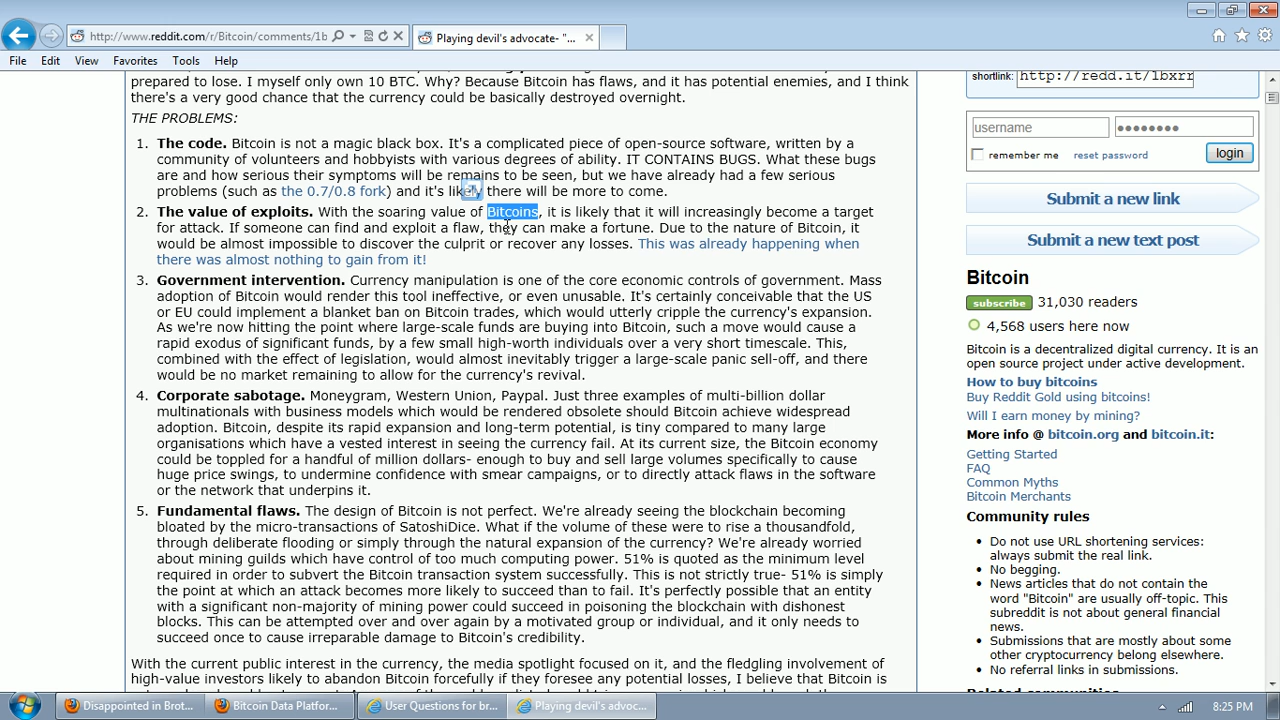 http://www.reddit.com/r/Bitcoin/comments/1b
Playing devil's advocate- "...
File Edit View Favorites Tools Help
prepared to lose. I myself only own 10 BTC. Why? Because Bitcoin has flaws, and it has potential enemies, and I think
there's a very good chance that the currency could be basically destroyed overnight.
THE PROBLEMS:
1. The code. Bitcoin is not a magic black box. It's a complicated piece of open-source software, written by a
community of volunteers and hobbyists with various degrees of ability. IT CONTAINS BUGS. What these bugs
are and how serious their symptoms will be remains to be seen, but we have already had a few serious
problems (such as the 0.7/0.8 fork) and it's likely there will be more to come.
2. The value of exploits. With the soaring value of Bitcoins, it is likely that it will increasingly become a target
for attack. If someone can find and exploit a flaw, they can make a fortune. Due to the nature of Bitcoin, it
would be almost impossible to discover the culprit or recover any losses. This was already happening when
there was almost nothing to gain from it!
3. Government intervention. Currency manipulation is one of the core economic controls of government. Mass
adoption of Bitcoin would render this tool ineffective, or even unusable. It's certainly conceivable that the US
or EU could implement a blanket ban on Bitcoin trades, which would utterly cripple the currency's expansion.
As we're now hitting the point where large-scale funds are buying into Bitcoin, such a move would cause a
rapid exodus of significant funds, by a few small high-worth individuals over a very short timescale. This,
combined with the effect of legislation, would almost inevitably trigger a large-scale panic sell-off, and there
would be no market remaining to allow for the currency's revival.
4. Corporate sabotage. Moneygram, Western Union, Paypal. Just three examples of multi-billion dollar
multinationals with business models which would be rendered obsolete should Bitcoin achieve widespread
adoption. Bitcoin, despite its rapid expansion and long-term potential, is tiny compared to many large
organisations which have a vested interest in seeing the currency fail. At its current size, the Bitcoin economy
could be toppled for a handful of million dollars- enough to buy and sell large volumes specifically to cause
huge price swings, to undermine confidence with smear campaigns, or to directly attack flaws in the software
or the network that underpins it.
5. Fundamental flaws. The design of Bitcoin is not perfect. We're already seeing the blockchain becoming
bloated by the micro-transactions of SatoshiDice. What if the volume of these were to rise a thousandfold,
through deliberate flooding or simply through the natural expansion of the currency? We're already worried
about mining guilds which have control of too much computing power. 51% is quoted as the minimum level
required in order to subvert the Bitcoin transaction system successfully. This is not strictly true- 51% is simply
the point at which an attack becomes more likely to succeed than to fail. It's perfectly possible that an entity
with a significant non-majority of mining power could succeed in poisoning the blockchain with dishonest
blocks. This can be attempted over and over again by a motivated group or individual, and it only needs to
succeed once to cause irreparable damage to Bitcoin's credibility.
With the current public interest in the currency, the media spotlight focused on it, and the fledgling involvement of
high-value investors likely to abandon Bitcoin forcefully if they foresee any potential losses, I believe that Bitcoin is
shortlink: http://redd.it/1bxrr
username
remember me reset password login
Submit a new link
Submit a new text post
Bitcoin
subscribe 31,030 readers
4,568 users here now
Bitcoin is a decentralized digital currency. It is an
open source project under active development.
How to buy bitcoins
Buy Reddit Gold using bitcoins!
Will I earn money by mining?
More info @ bitcoin.org and bitcoin.it:
Getting Started
FAQ
Common Myths
Bitcoin Merchants
Community rules
Do not use URL shortening services:
always submit the real link.
No begging.
News articles that do not contain the
word "Bitcoin" are usually off-topic. This
subreddit is not about general financial
news.
Submissions that are mostly about some
other cryptocurrency belong elsewhere.
No referral links in submissions.
Related communities
Disappointed in Brot...
Bitcoin Data Platfor...
User Questions for br...
Playing devil's advoc...
8:25 PM